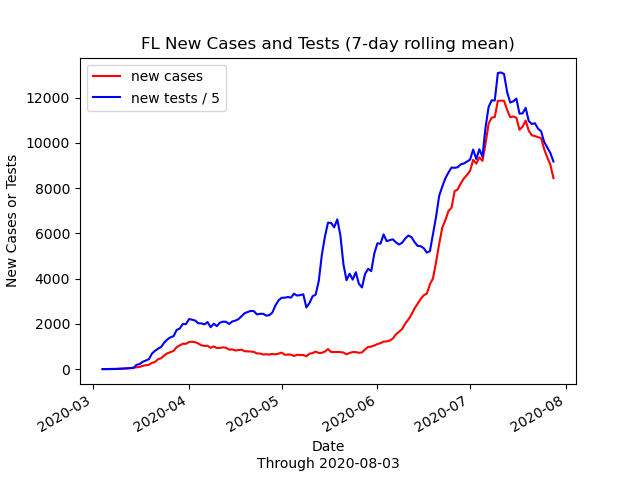 FL New Cases and Tests (7-day rolling mean)
new cases
new tests / 5
12000
10000
8000
6000
4000
2000
0
New Cases or Tests
2020-03
2020-04
2020-05
2020-06
2020-07
2020-08
Date
Through 2020-08-03